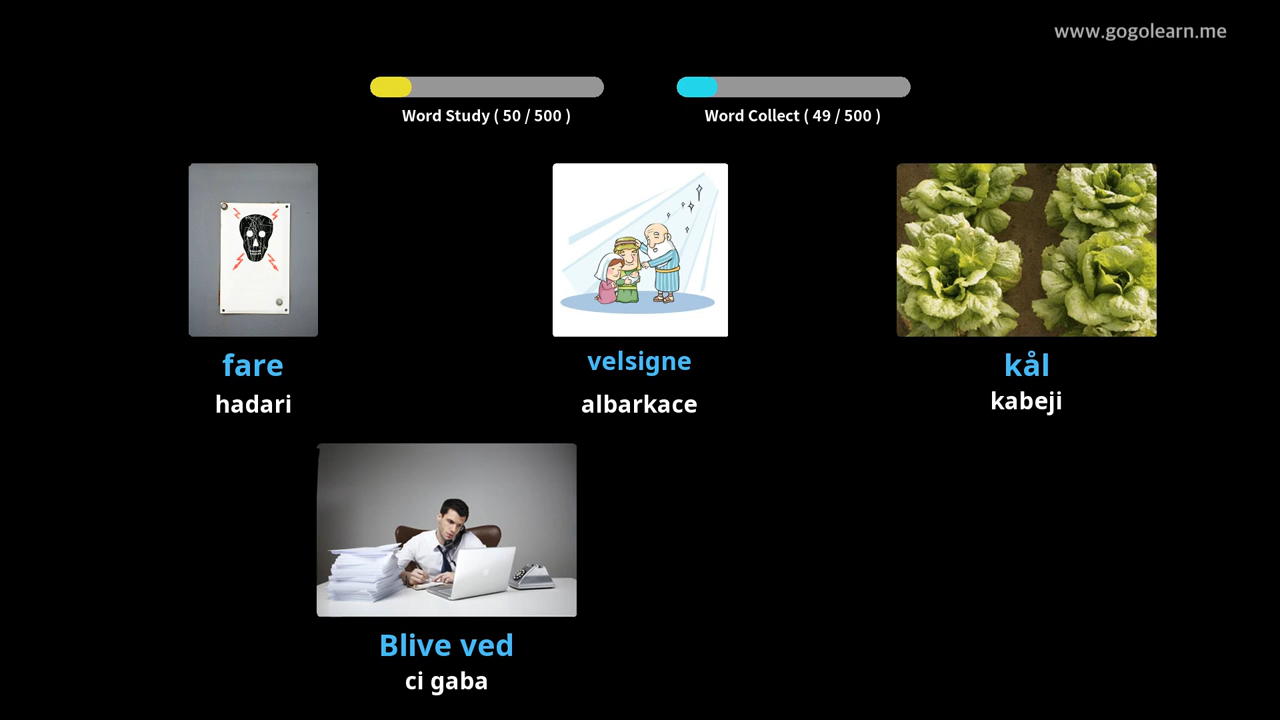 www.gogolearn.me
Word Study ( 50 / 500 )
Word Collect ( 49 / 500 )
fare
velsigne
kål
hadari
albarkace
kabeji
Blive ved
ci gaba